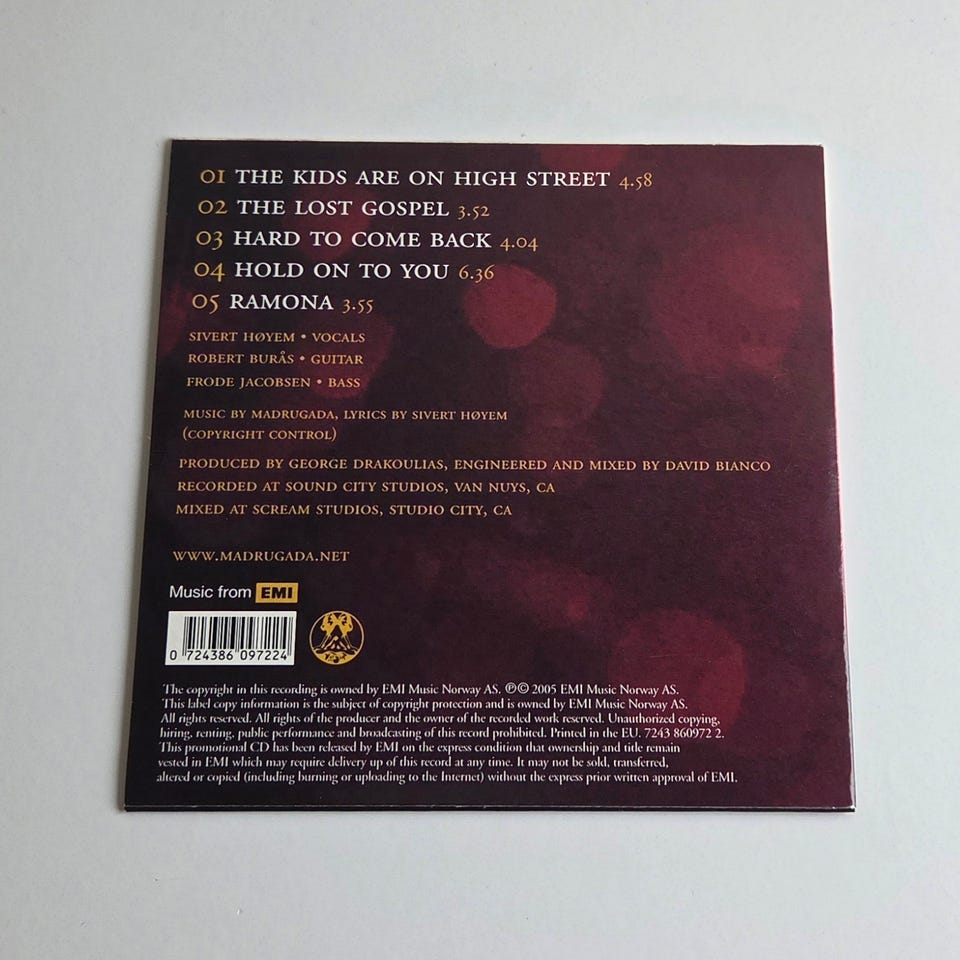 01 THE KIDS ARE ON HIGH STREET 4.58
02 THE LOST GOSPEL 3.52
03 HARD TO COME BACK 4.04
04 HOLD ON TO YOU 6.36
05 RAMONA 3.55
SIVERT HØYEM • VOCALS
ROBERT BURÅS • GUITAR
FRODE JACOBSEN • BASS
MUSIC BY MADRUGADA, LYRICS BY SIVERT HØYEM
(COPYRIGHT CONTROL)
PRODUCED BY GEORGE DRAKOULIAS, ENGINEERED AND MIXED BY DAVID BIANCO
RECORDED AT SOUND CITY STUDIOS, VAN NUYS, CA
MIXED AT SCREAM STUDIOS, STUDIO CITY, CA
WWW.MADRUGADA.NET
Music from EMI
0 724386 097224
The copyright in this recording is owned by EMI Music Norway AS. ℗© 2005 EMI Music Norway AS.
This label copy information is the subject of copyright protection and is owned by EMI Music Norway AS.
All rights reserved. All rights of the producer and the owner of the recorded work reserved. Unauthorized copying,
hiring, renting, public performance and broadcasting of this record prohibited. Printed in the EU. 7243 860972 2.
This promotional CD has been released by EMI on the express condition that ownership and title remain
vested in EMI which may require delivery up of this record at any time. It may not be sold, transferred,
altered or copied (including burning or uploading to the Internet) without the express prior written approval of EMI.